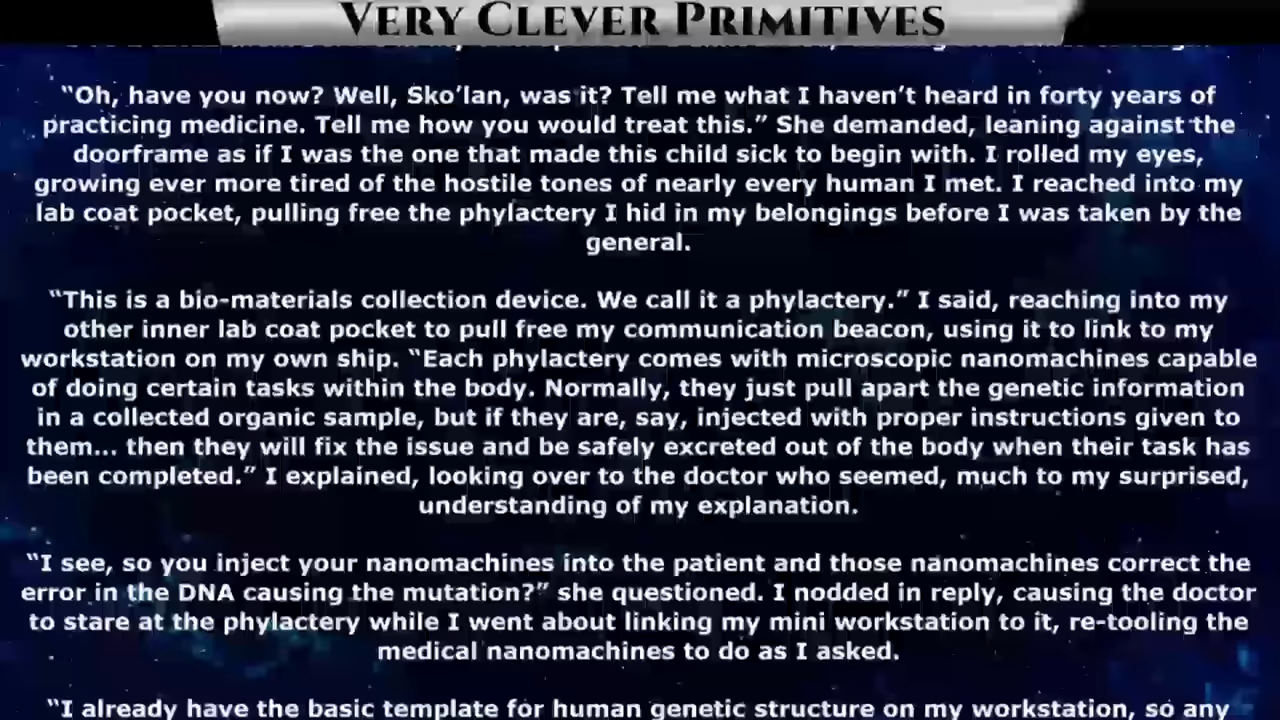 VERY CLEVER PRIMITIVES
“Oh, have you now? Well, Sko’lan, was it? Tell me what I haven’t heard in forty years of
practicing medicine. Tell me how you would treat this.” She demanded, leaning against the
doorframe as if I was the one that made this child sick to begin with. I rolled my eyes,
growing ever more tired of the hostile tones of nearly every human I met. I reached into my
lab coat pocket, pulling free the phylactery I hid in my belongings before I was taken by the
general.
“This is a bio-materials collection device. We call it a phylactery.” I said, reaching into my
other inner lab coat pocket to pull free my communication beacon, using it to link to my
workstation on my own ship. “Each phylactery comes with microscopic nanomachines capable
of doing certain tasks within the body. Normally, they just pull apart the genetic information
in a collected organic sample, but if they are, say, injected with proper instructions given to
them... then they will fix the issue and be safely excreted out of the body when their task has
been completed.” I explained, looking over to the doctor who seemed, much to my surprised,
understanding of my explanation.
“I see, so you inject your nanomachines into the patient and those nanomachines correct the
error in the DNA causing the mutation?” she questioned. I nodded in reply, causing the doctor
to stare at the phylactery while I went about linking my mini workstation to it, re-tooling the
medical nanomachines to do as I asked.
“I already have the basic template for human genetic structure on my workstation, so any